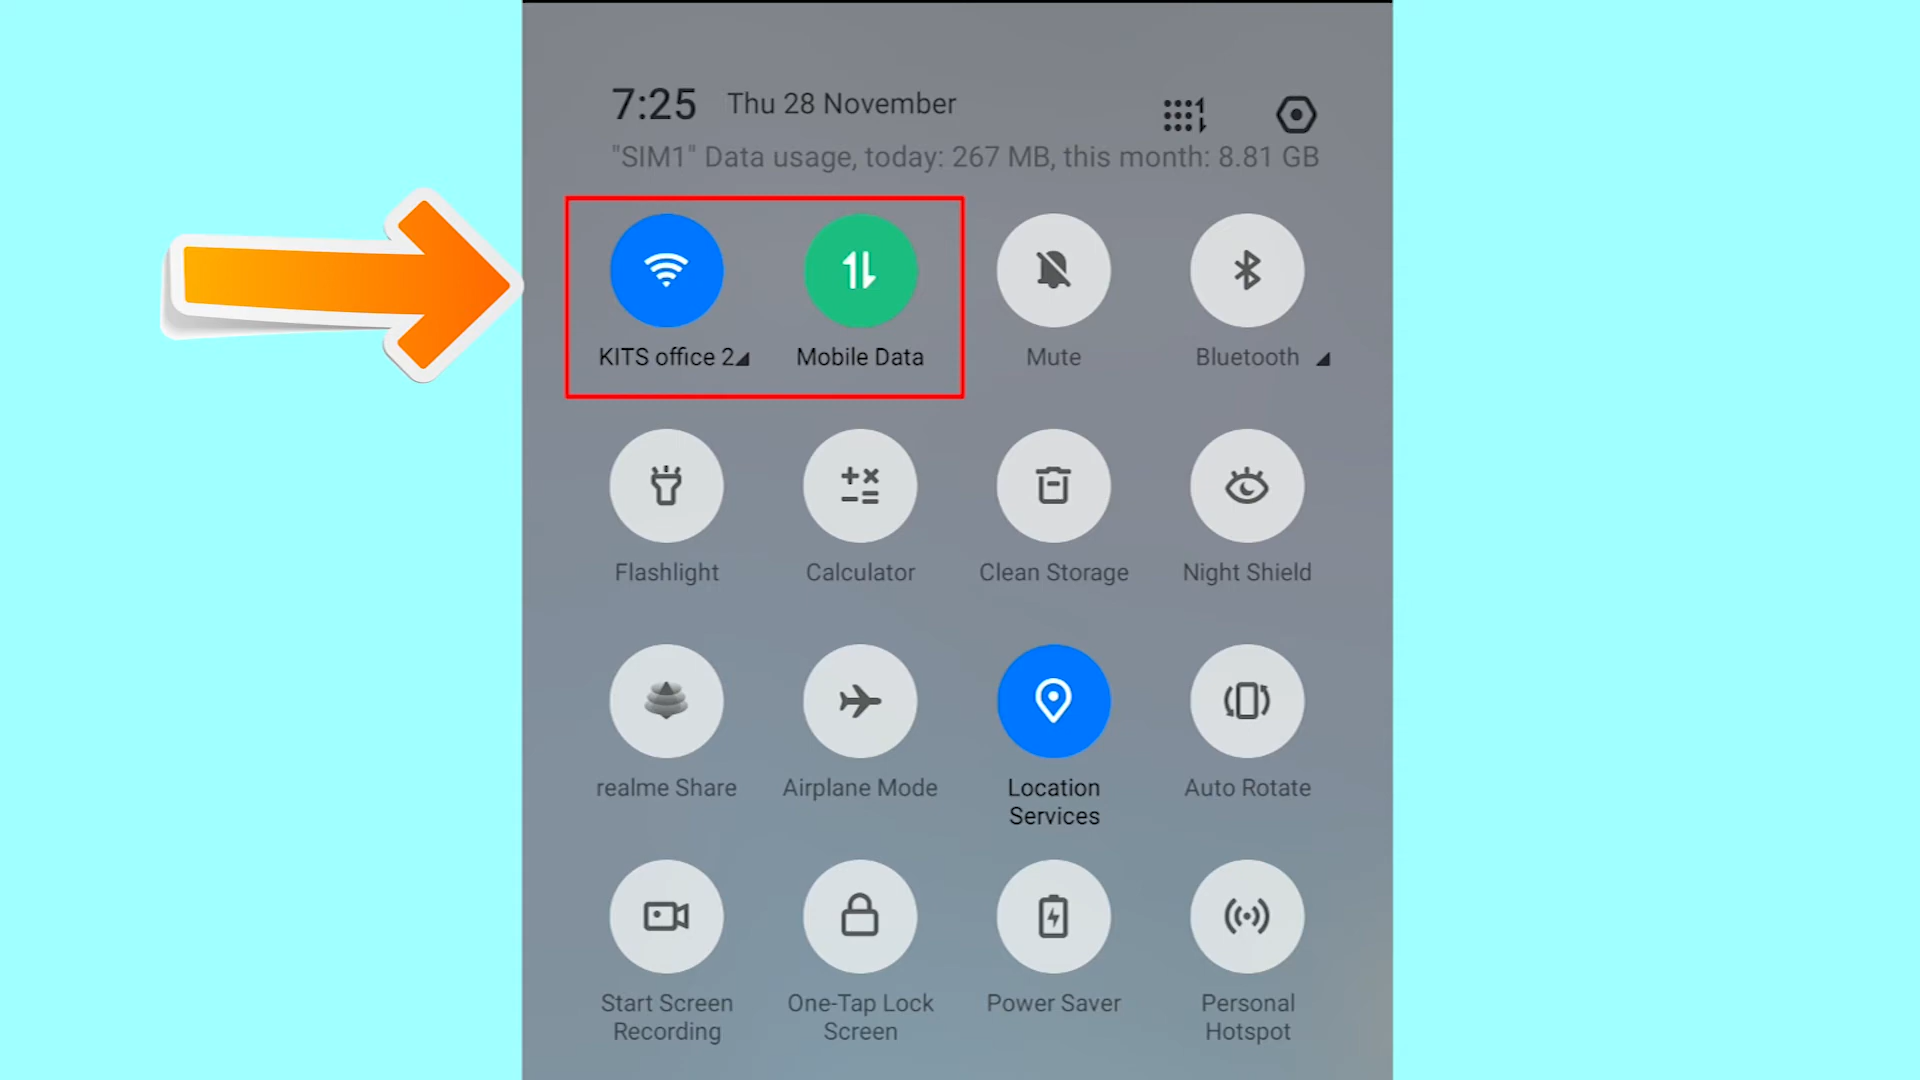 7:25 Thu 28 November
"SIM1" Data usage, today: 267 MB, this month: 8.81 GB
KITS office 2 Mobile Data Mute Bluetooth
Flashlight Calculator Clean Storage Night Shield
realme Share Airplane Mode Location Auto Rotate
Services
Start Screen One-Tap Lock Power Saver Personal
Recording Screen Hotspot